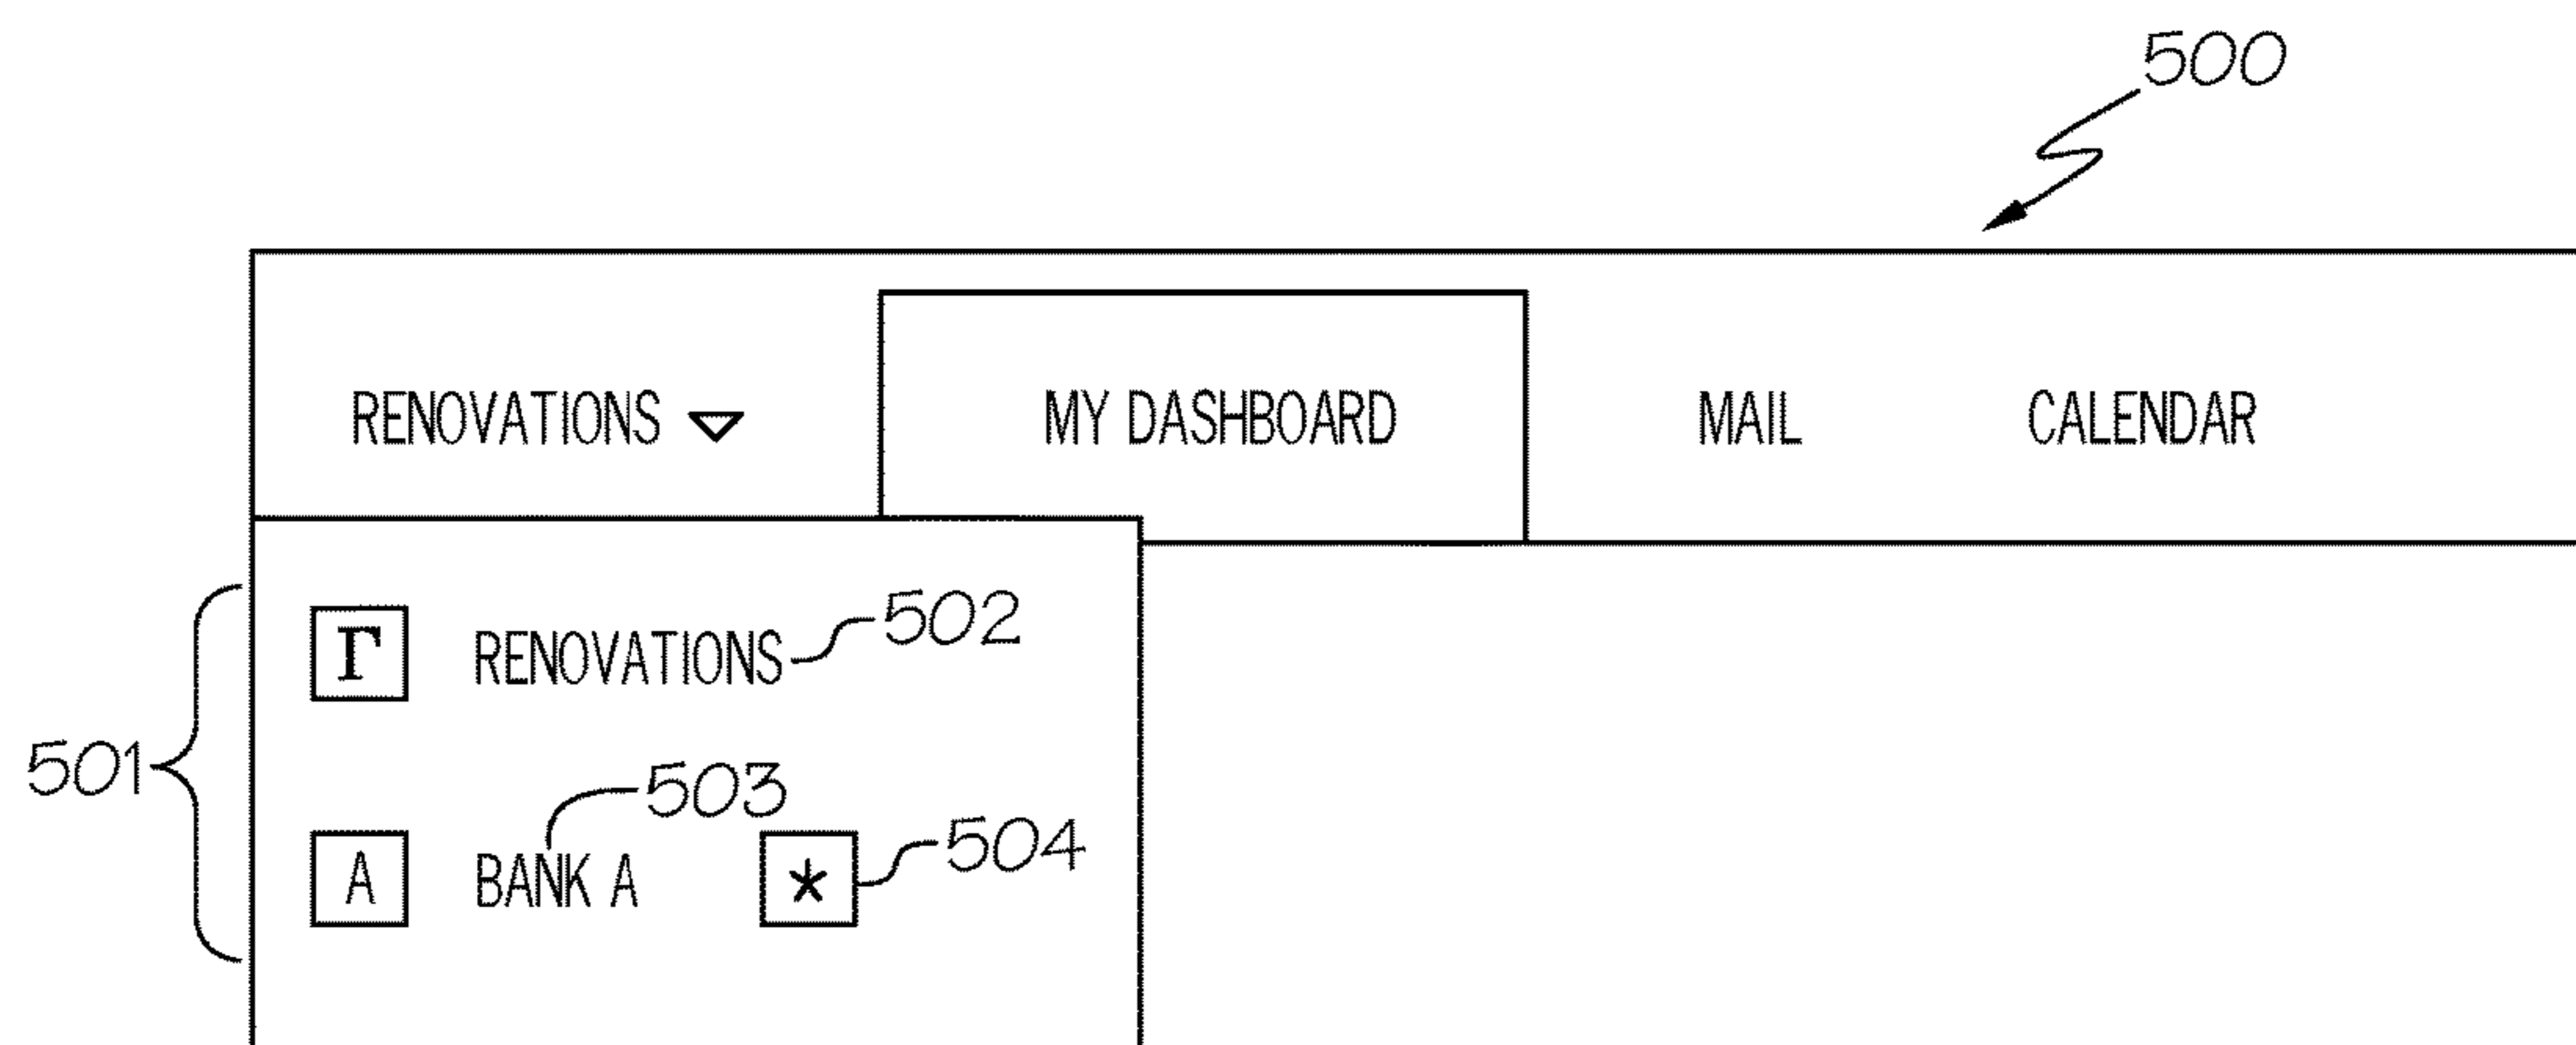 500
RENOVATIONS MY DASHBOARD MAIL CALENDAR
Γ RENOVATIONS 502
501
503
A BANK A * 504